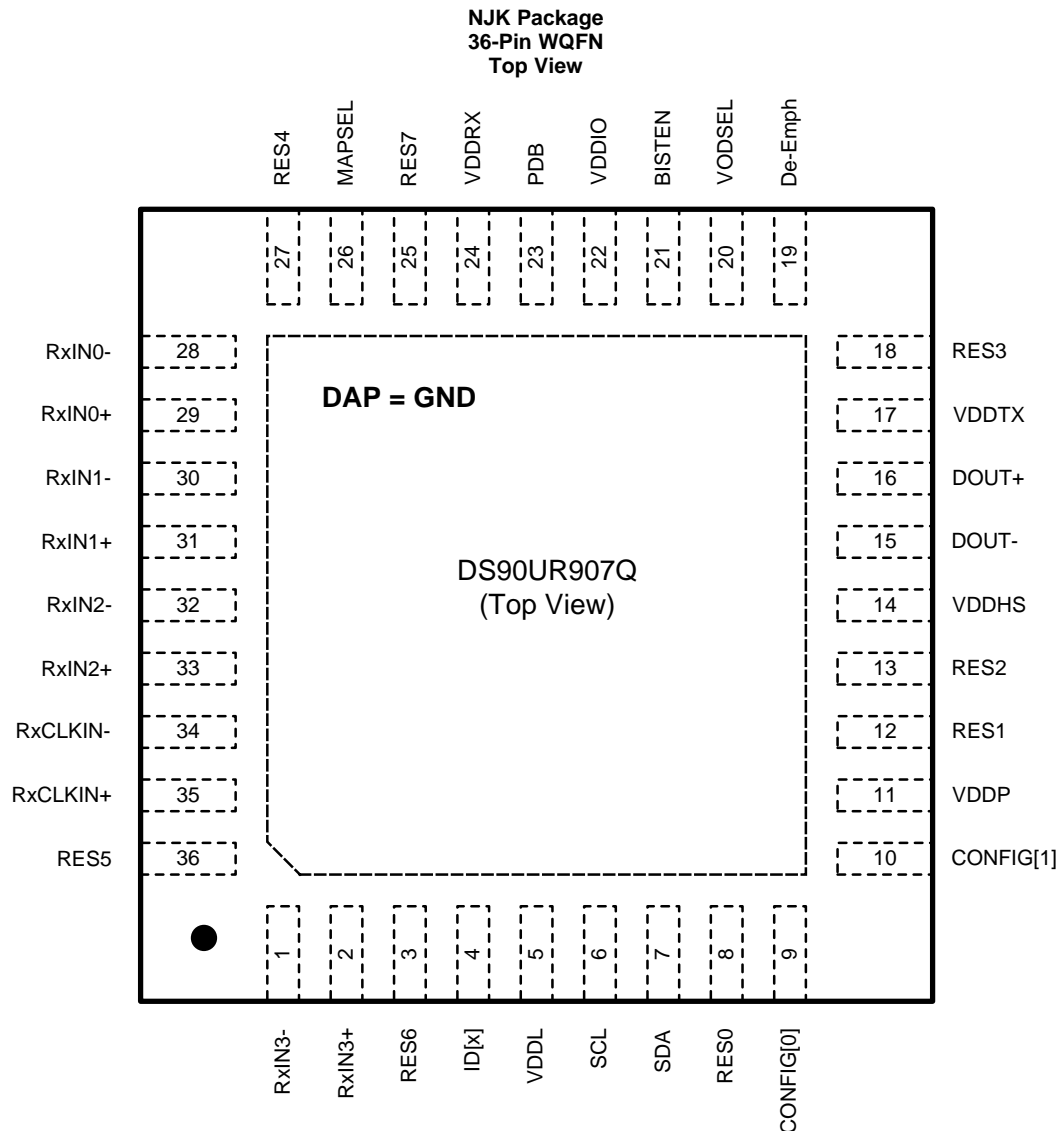 NJK Package
36-Pin WQFN
Top View
RES4
MAPSEL
RES7
VDDRX
PDB
VDDIO
BISTEN
VODSEL
De-Emph
27
26
25
24
23
22
21
20
19
RxIN0-
28
RxIN0+
29
RxIN1-
30
RxIN1+
31
RxIN2-
32
RxIN2+
33
RxCLKIN-
34
RxCLKIN+
35
RES5
36
DAP = GND
DS90UR907Q
(Top View)
18
RES3
17
VDDTX
16
DOUT+
15
DOUT-
14
VDDHS
13
RES2
12
RES1
11
VDDP
10
CONFIG[1]
1
2
3
4
5
6
7
8
9
RxIN3-
RxIN3+
RES6
ID[x]
VDDL
SCL
SDA
RES0
CONFIG[0]